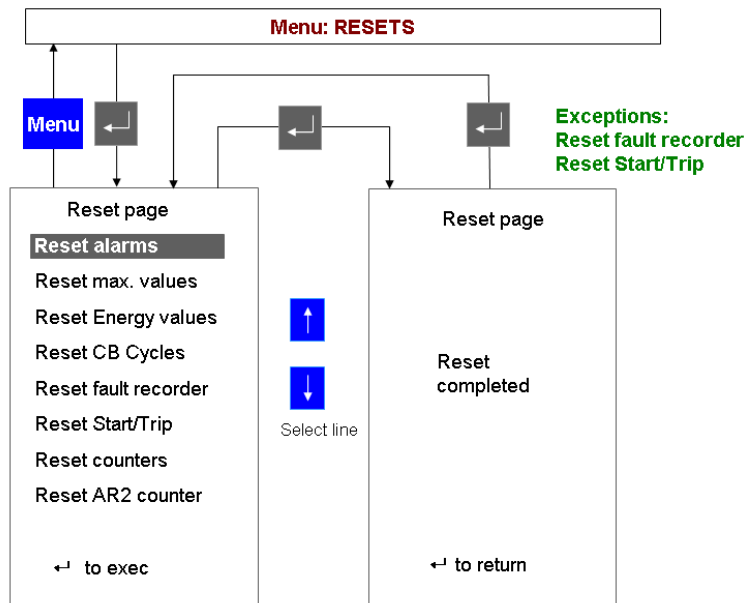 Menu: RESETS
Menu
Exceptions:
Reset fault recorder
Reset Start/Trip
Reset page
Reset alarms
Reset max. values
Reset Energy values
Reset CB Cycles
Reset fault recorder
Reset Start/Trip
Reset counters
Reset AR2 counter
↵ to exec
Select line
Reset page
Reset
completed
↵ to return